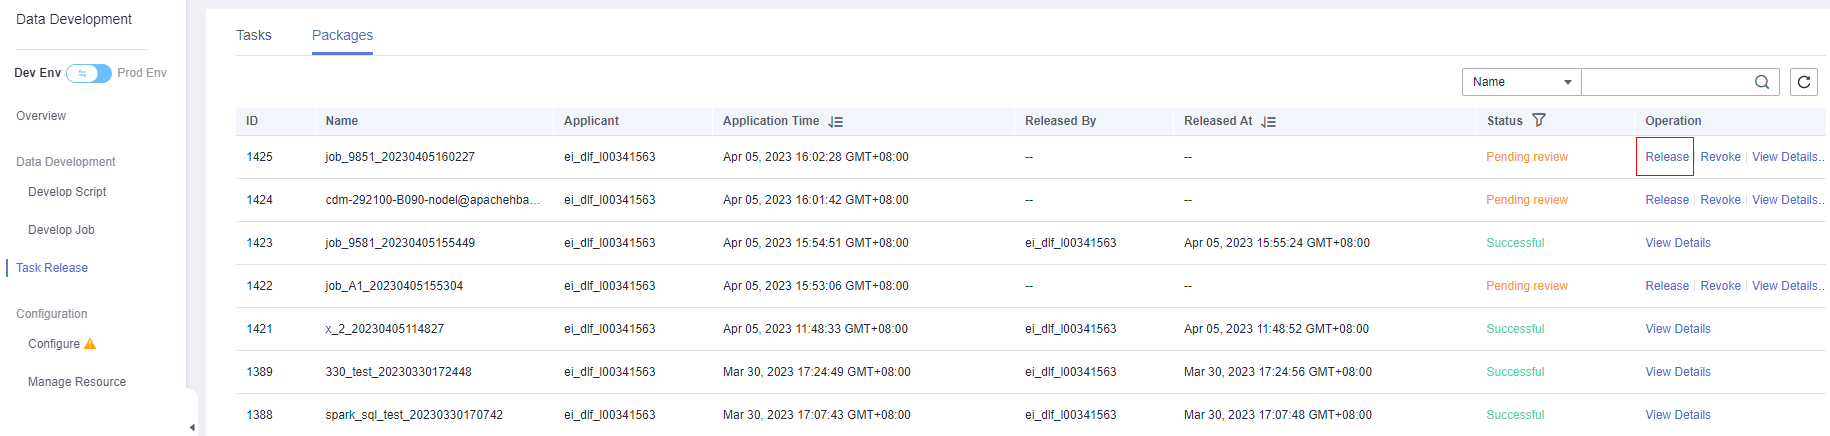 Data Development
Dev Env Prod Env
Overview
Data Development
Develop Script
Develop Job
Task Release
Configuration
Configure
Manage Resource
Tasks Packages
Name
ID Name Applicant Application Time Released By Released At Status Operation
1425 job_9851_20230405160227 ei_dlf_l00341563 Apr 05, 2023 16:02:28 GMT+08:00 -- -- Pending review Release Revoke View Details..
1424 cdm-292100-B090-nodel@apachehba... ei_dlf_l00341563 Apr 05, 2023 16:01:42 GMT+08:00 -- -- Pending review Release Revoke View Details..
1423 job_9581_20230405155449 ei_dlf_l00341563 Apr 05, 2023 15:54:51 GMT+08:00 ei_dlf_l00341563 Apr 05, 2023 15:55:24 GMT+08:00 Successful View Details
1422 job_A1_20230405155304 ei_dlf_l00341563 Apr 05, 2023 15:53:06 GMT+08:00 -- -- Pending review Release Revoke View Details..
1421 x_2_20230405114827 ei_dlf_l00341563 Apr 05, 2023 11:48:33 GMT+08:00 ei_dlf_l00341563 Apr 05, 2023 11:48:52 GMT+08:00 Successful View Details
1389 330_test_20230330172448 ei_dlf_l00341563 Mar 30, 2023 17:24:49 GMT+08:00 ei_dlf_l00341563 Mar 30, 2023 17:24:56 GMT+08:00 Successful View Details
1388 spark_sql_test_20230330170742 ei_dlf_l00341563 Mar 30, 2023 17:07:43 GMT+08:00 ei_dlf_l00341563 Mar 30, 2023 17:07:48 GMT+08:00 Successful View Details